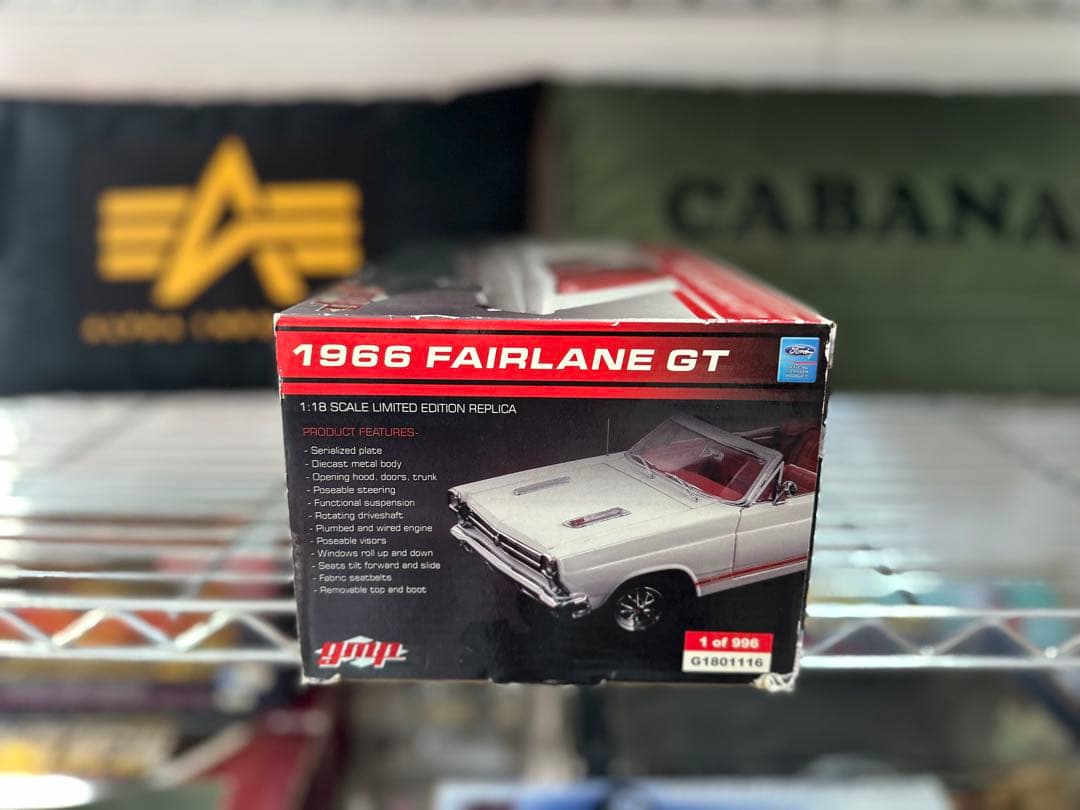 CABANA
1966 FAIRLANE GT
Ford
1:18 SCALE LIMITED EDITION REPLICA
PRODUCT FEATURES-
- Serialized plate
- Diecast metal body
- Opening hood, doors, trunk
- Poseable steering
- Functional suspension
- Rotating driveshaft
- Plumbed and wired engine
- Poseable visors
- Windows roll up and down
- Seats tilt forward and slide
- Fabric seatbelts
- Removable top and boot
gmp
1 of 996
G1801116